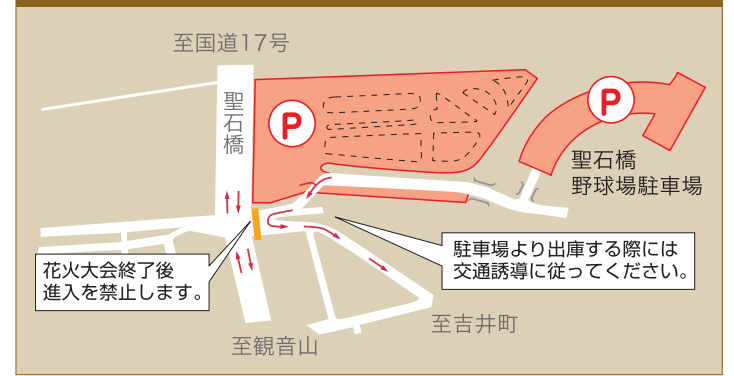 至国道17号
聖石橋
P
P
聖石橋
野球場駐車場
花火大会終了後
進入を禁止します。
駐車場より出庫する際には
交通誘導に従ってください。
至吉井町
至観音山